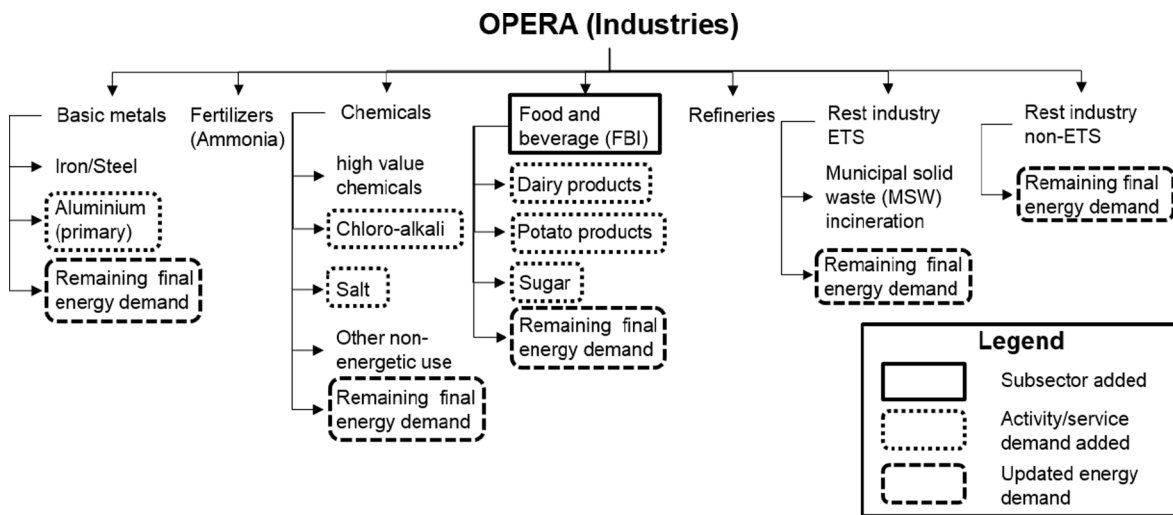 OPERA (Industries)
Basic metals
Iron/Steel
Aluminium
(primary)
Remaining final
energy demand
Fertilizers
(Ammonia)
Chemicals
high value
chemicals
Chloro-alkali
Salt
Other non-
energetic use
Remaining final
energy demand
Food and
beverage (FBI)
Dairy products
Potato products
Sugar
Remaining final
energy demand
Refineries
Rest industry
ETS
Municipal solid
waste (MSW)
incineration
Remaining final
energy demand
Rest industry
non-ETS
Remaining final
energy demand
Legend
Subsector added
Activity/service
demand added
Updated energy
demand